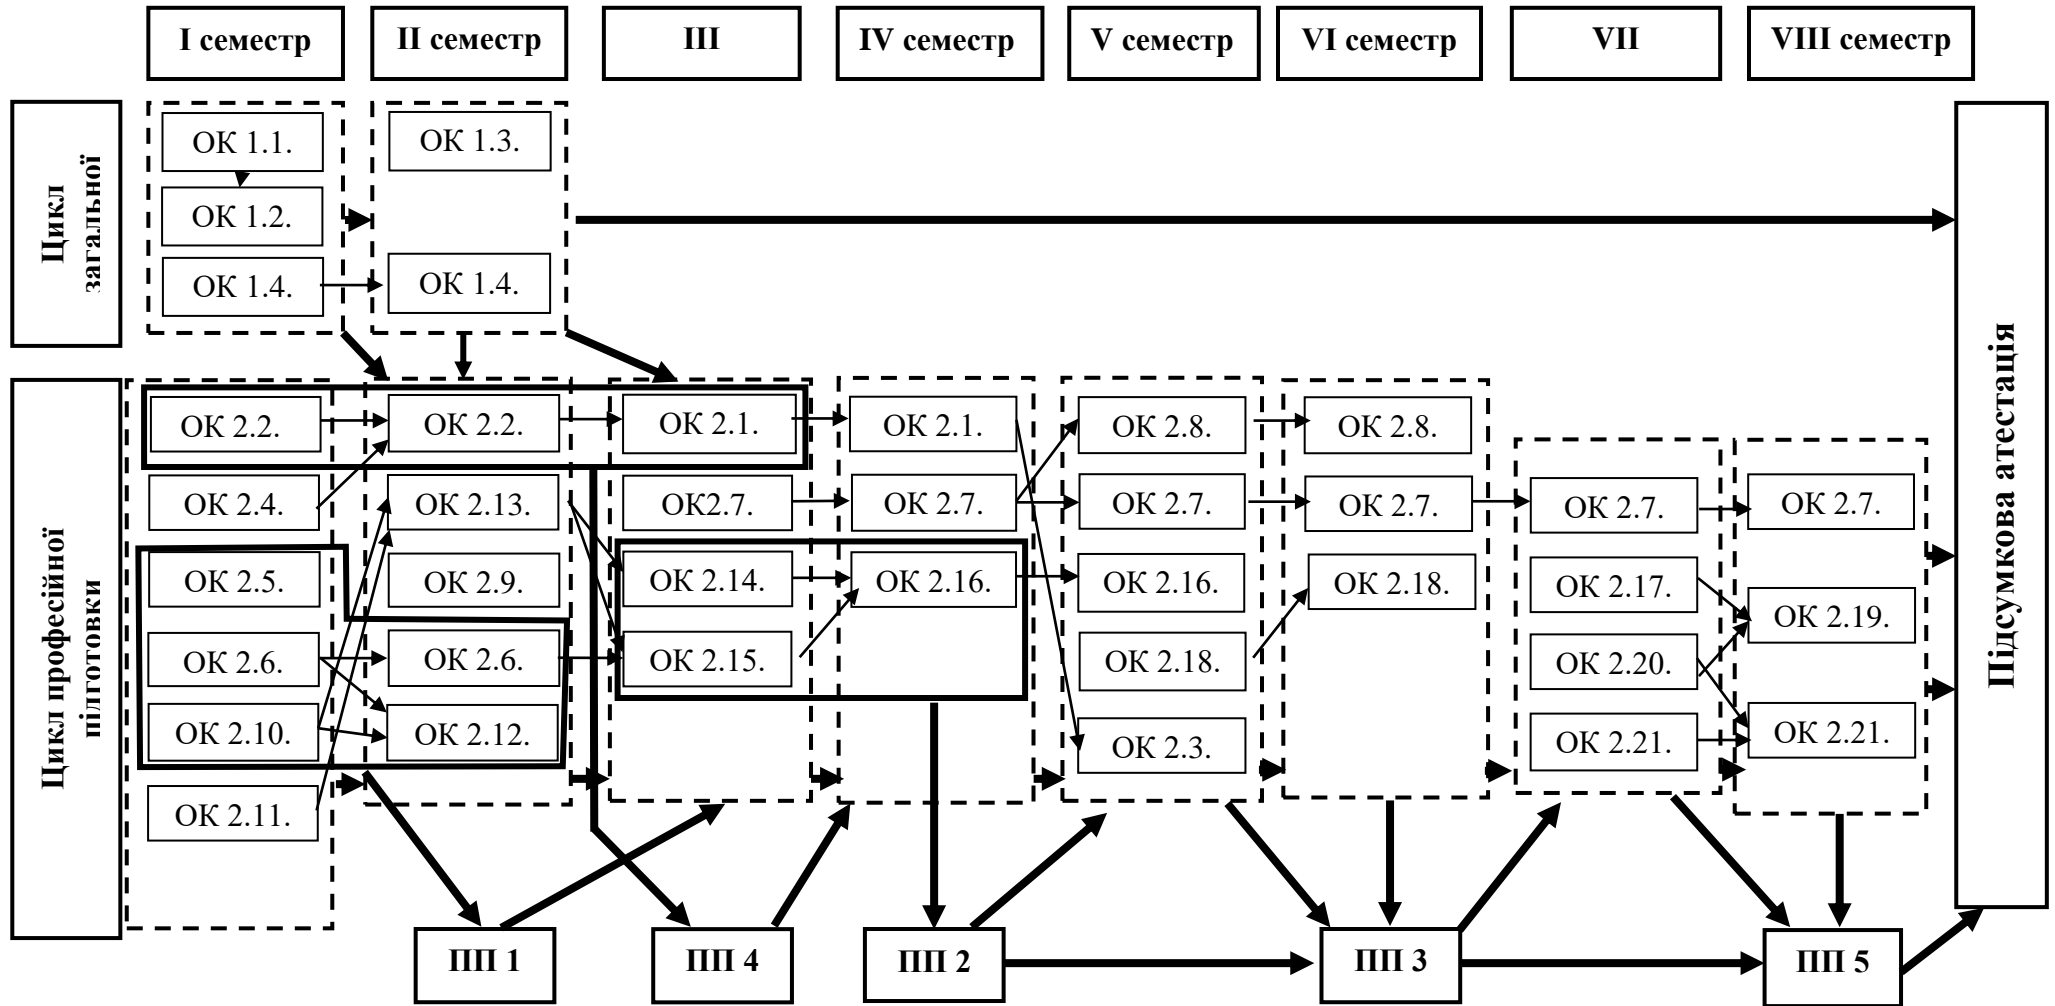 І семестр
ІІ семестр
ІІІ
IV семестр
V семестр
VI семестр
VII
VIII семестр
Цикл
загальної
ОК 1.1.
ОК 1.2.
ОК 1.4.
ОК 1.3.
ОК 1.4.
Цикл професійної
підготовки
ОК 2.2.
ОК 2.4.
ОК 2.5.
ОК 2.6.
ОК 2.10.
ОК 2.11.
ОК 2.2.
ОК 2.13.
ОК 2.9.
ОК 2.6.
ОК 2.12.
ОК 2.1.
ОК2.7.
ОК 2.14.
ОК 2.15.
ОК 2.1.
ОК 2.7.
ОК 2.16.
ОК 2.8.
ОК 2.7.
ОК 2.16.
ОК 2.18.
ОК 2.3.
ОК 2.8.
ОК 2.7.
ОК 2.18.
ОК 2.7.
ОК 2.17.
ОК 2.20.
ОК 2.21.
ОК 2.7.
ОК 2.19.
ОК 2.21.
Підсумкова атестація
ПП 1
ПП 4
ПП 2
ПП 3
ПП 5